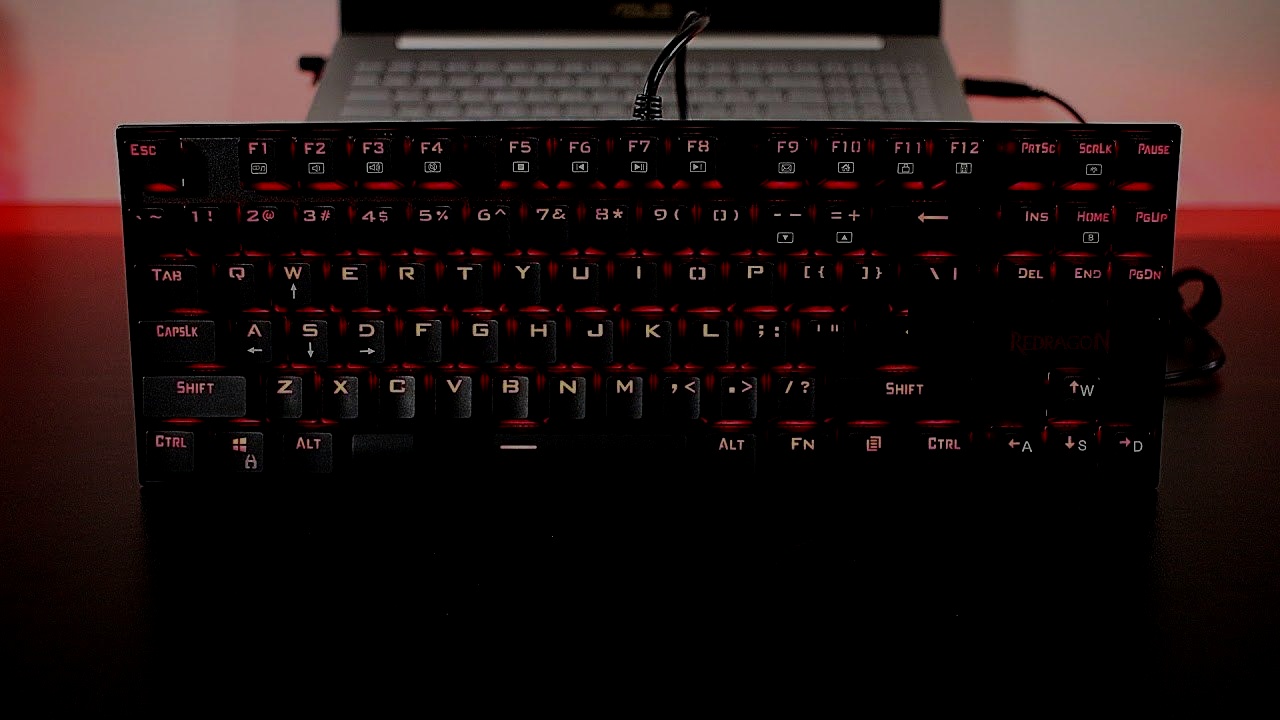 ASUS
Esc F1 F2 F3 F4 F5 F6 F7 F8 F9 F10 F11 F12 PrtSc ScrLk Pause
` ~ 1 ! 2 @ 3 # 4 $ 5 % 6 ^ 7 & 8 * 9 ( 0 ) - - = + ← Ins Home PgUp
8
Tab Q W E R T Y U I O P [ { ] } \ | Del End PgDn
↑
CapsLk A S D F G H J K L ; : ' " Redragon
← ↓ →
Shift Z X C V B N M , < . > / ? Shift ↑W
Ctrl Alt Alt Fn Ctrl ←A ↓S →D